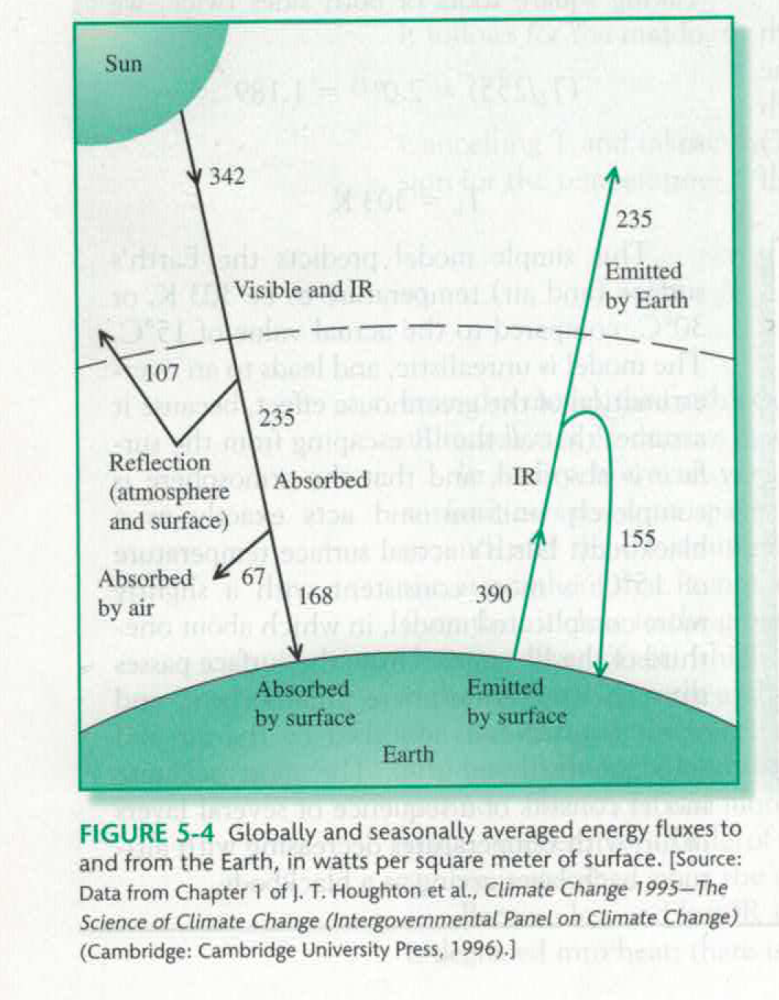 Sun
342
Visible and IR
107
235
Reflection
(atmosphere
and surface)
Absorbed
Absorbed
by air
67
168
Absorbed
by surface
235
Emitted
by Earth
IR
155
390
Emitted
by surface
Earth
FIGURE 5-4 Globally and seasonally averaged energy fluxes to
and from the Earth, in watts per square meter of surface. [Source:
Data from Chapter 1 of J. T. Houghton et al., Climate Change 1995—The
Science of Climate Change (Intergovernmental Panel on Climate Change)
(Cambridge: Cambridge University Press, 1996).]